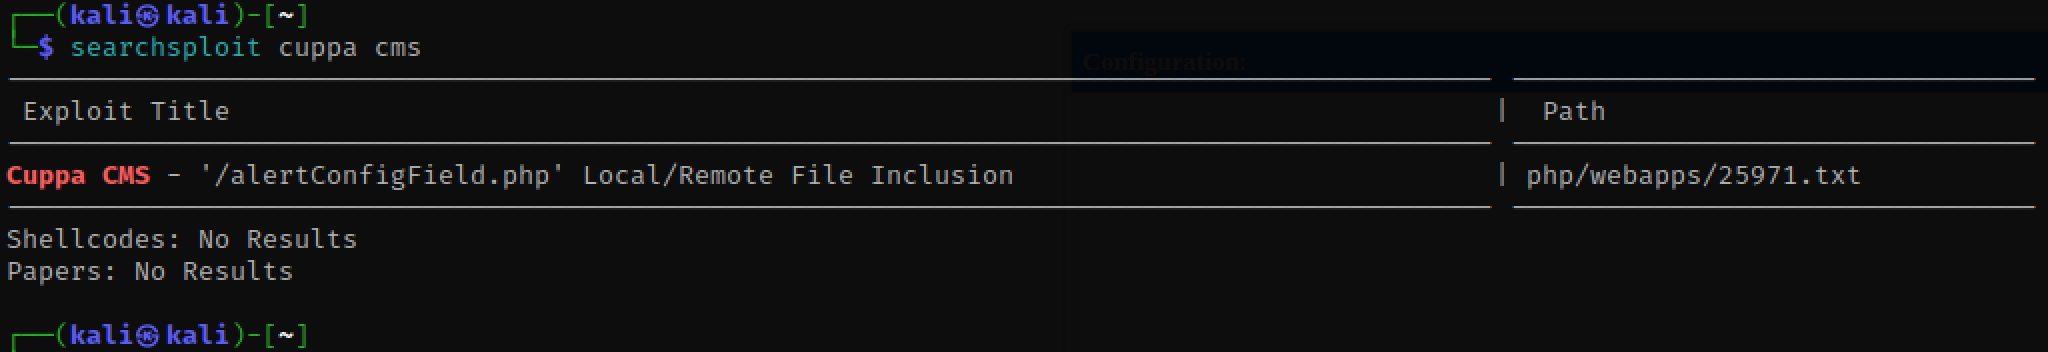 ┌──(kali㉿kali)-[~]
└─$ searchsploit cuppa cms
Configuration:
Exploit Title | Path
Cuppa CMS - '/alertConfigField.php' Local/Remote File Inclusion | php/webapps/25971.txt
Shellcodes: No Results
Papers: No Results
┌──(kali㉿kali)-[~]